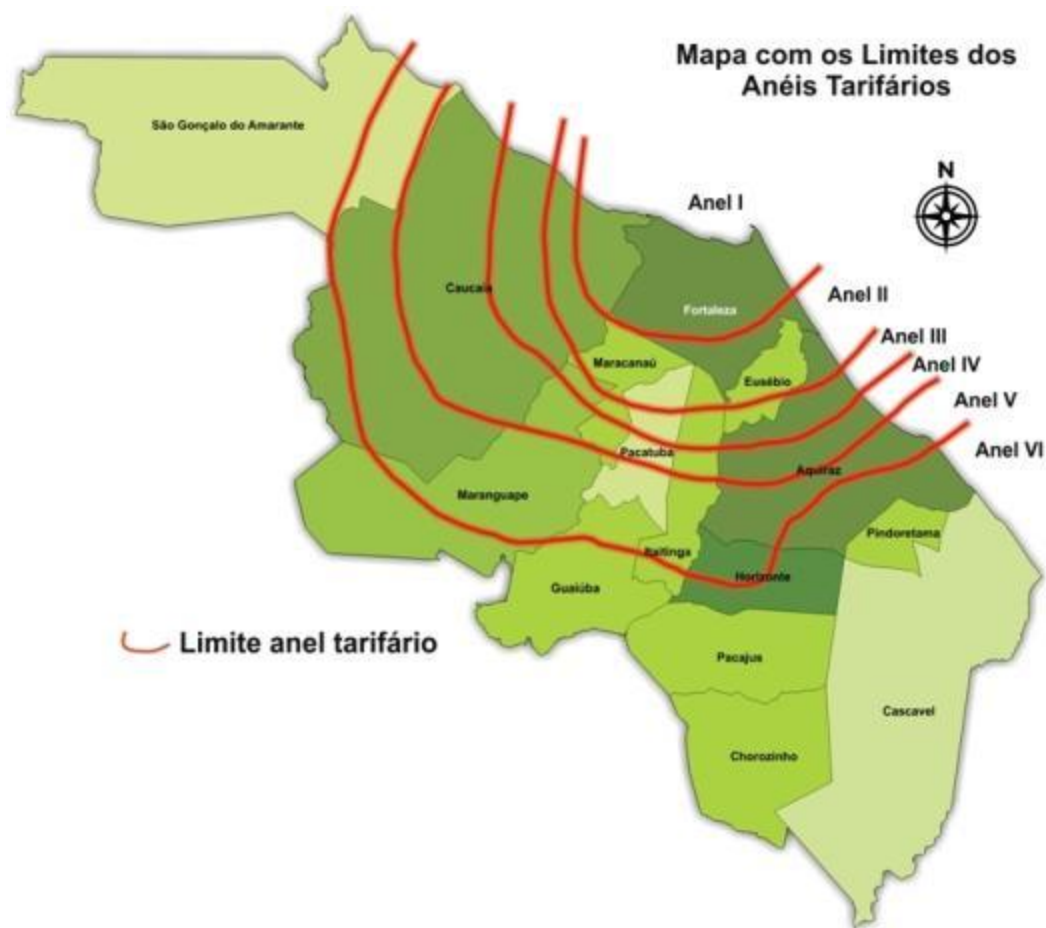 Mapa com os Limites dos
Anéis Tarifários
São Gonçalo do Amarante
N
Anel I
Caucaia
Anel II
Fortaleza
Anel III
Maracanaú
Anel IV
Eusébio
Anel V
Pacatuba
Anel VI
Aquiraz
Maranguape
Pindoretama
Itaitinga
Horizonte
Guaiúba
Limite anel tarifário
Pacajus
Cascavel
Chorozinho